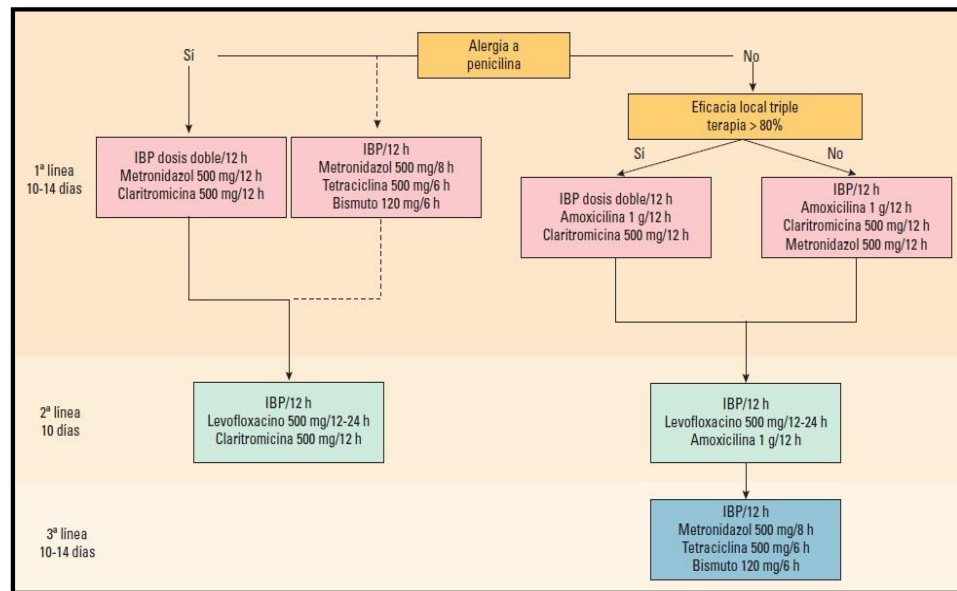 Alergia a
penicilina
Sí
No
Eficacia local triple
terapia > 80%
Sí
No
1ª línea
10-14 días
IBP dosis doble/12 h
Metronidazol 500 mg/12 h
Claritromicina 500 mg/12 h
IBP/12 h
Metronidazol 500 mg/8 h
Tetraciclina 500 mg/6 h
Bismuto 120 mg/6 h
IBP dosis doble/12 h
Amoxicilina 1 g/12 h
Claritromicina 500 mg/12 h
IBP/12 h
Amoxicilina 1 g/12 h
Claritromicina 500 mg/12 h
Metronidazol 500 mg/12 h
2ª línea
10 días
IBP/12 h
Levofloxacino 500 mg/12-24 h
Claritromicina 500 mg/12 h
IBP/12 h
Levofloxacino 500 mg/12-24 h
Amoxicilina 1 g/12 h
3ª línea
10-14 días
IBP/12 h
Metronidazol 500 mg/8 h
Tetraciclina 500 mg/6 h
Bismuto 120 mg/6 h